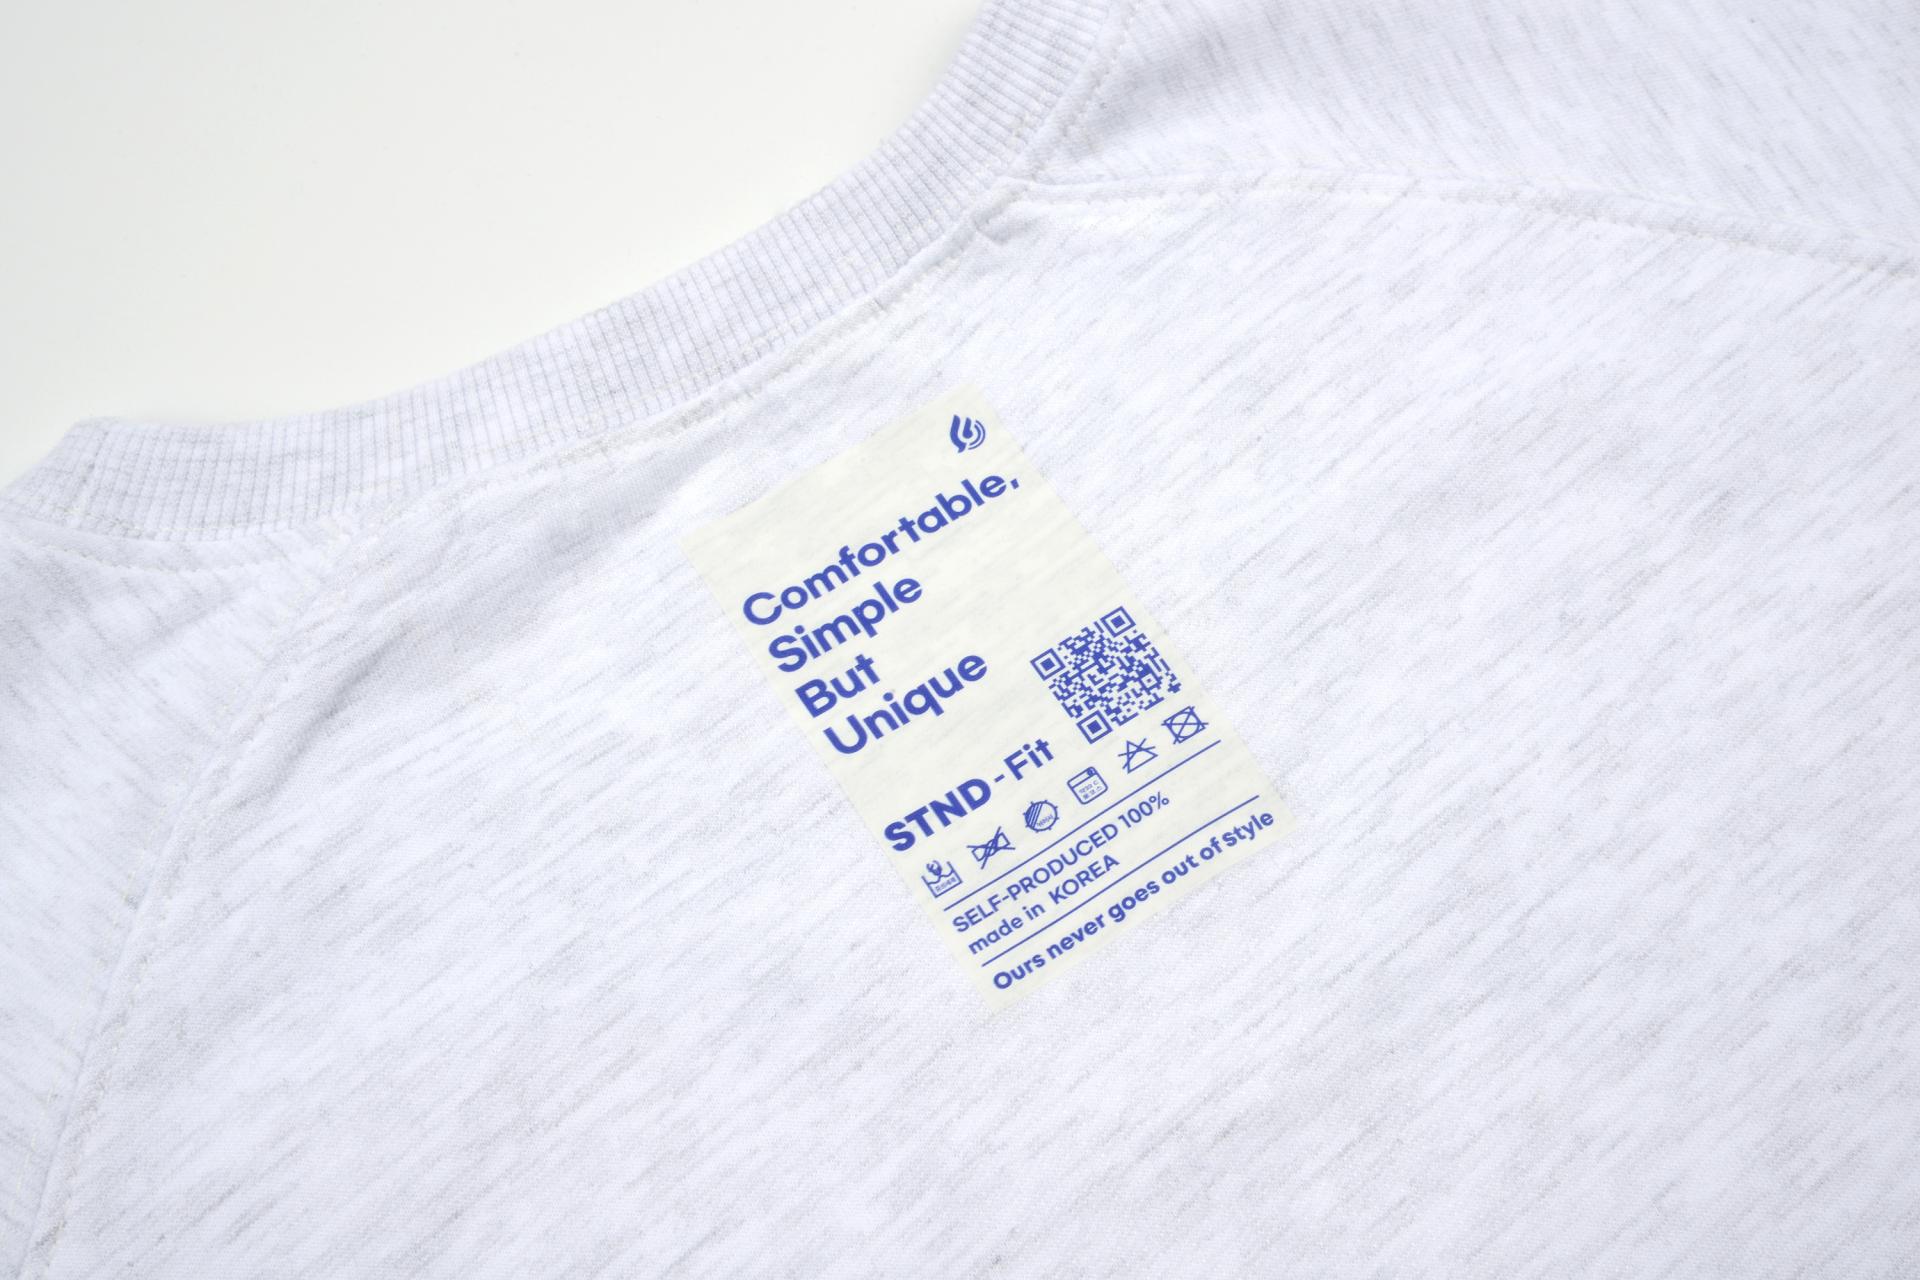 Comfortable,
Simple
But
Unique
STND-Fit
SELF-PRODUCED 100%
made in KOREA
Ours never goes out of Style